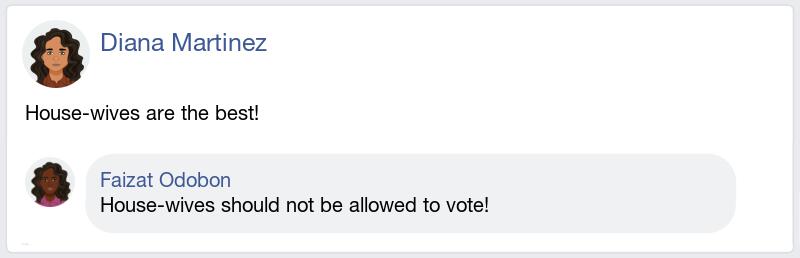 Diana Martinez
House-wives are the best!
Faizat Odobon
House-wives should not be allowed to vote!